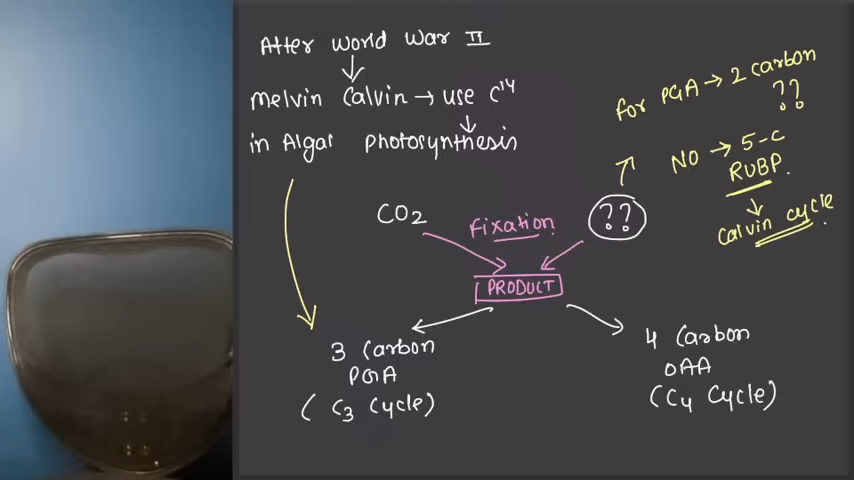 After world war II
Melvin Calvin → use C¹⁴
in Algal photosynthesis
for PGA → 2 Carbon
??
NO → 5-C
RUBP.
Calvin cycle
CO2
Fixation
??
PRODUCT
3 Carbon
PGA
( C3 Cycle)
4 Carbon
OAA
(C4 Cycle)